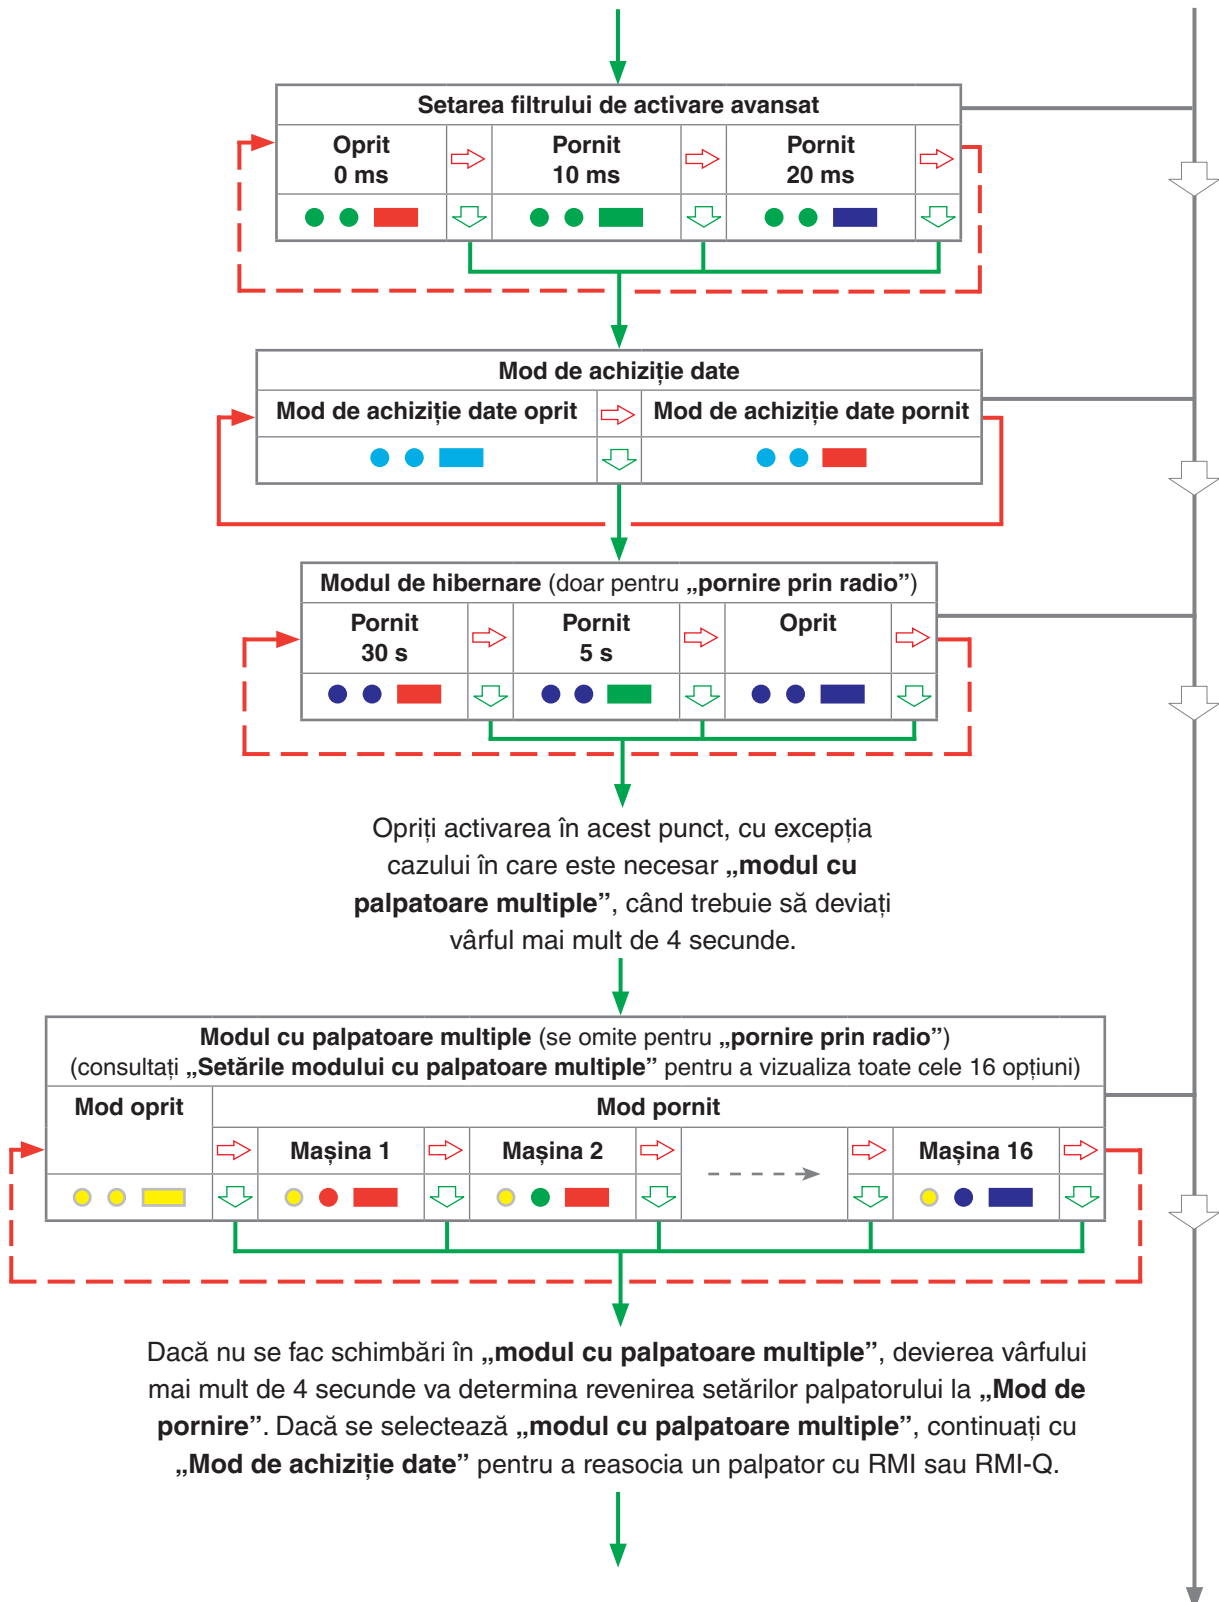 Setarea filtrului de activare avansat
Oprit
0 ms
Pornit
10 ms
Pornit
20 ms
Mod de achiziție date
Mod de achiziție date oprit
Mod de achiziție date pornit
Modul de hibernare (doar pentru „pornire prin radio”)
Pornit
30 s
Pornit
5 s
Oprit
Opriți activarea în acest punct, cu excepția
cazului în care este necesar „modul cu
palpatoare multiple”, când trebuie să deviați
vârful mai mult de 4 secunde.
Modul cu palpatoare multiple (se omite pentru „pornire prin radio”)
(consultați „Setările modului cu palpatoare multiple” pentru a vizualiza toate cele 16 opțiuni)
Mod oprit
Mod pornit
Mașina 1
Mașina 2
Mașina 16
Dacă nu se fac schimbări în „modul cu palpatoare multiple”, devierea vârfului
mai mult de 4 secunde va determina revenirea setărilor palpatorului la „Mod de
pornire”. Dacă se selectează „modul cu palpatoare multiple”, continuați cu
„Mod de achiziție date” pentru a reasocia un palpator cu RMI sau RMI-Q.